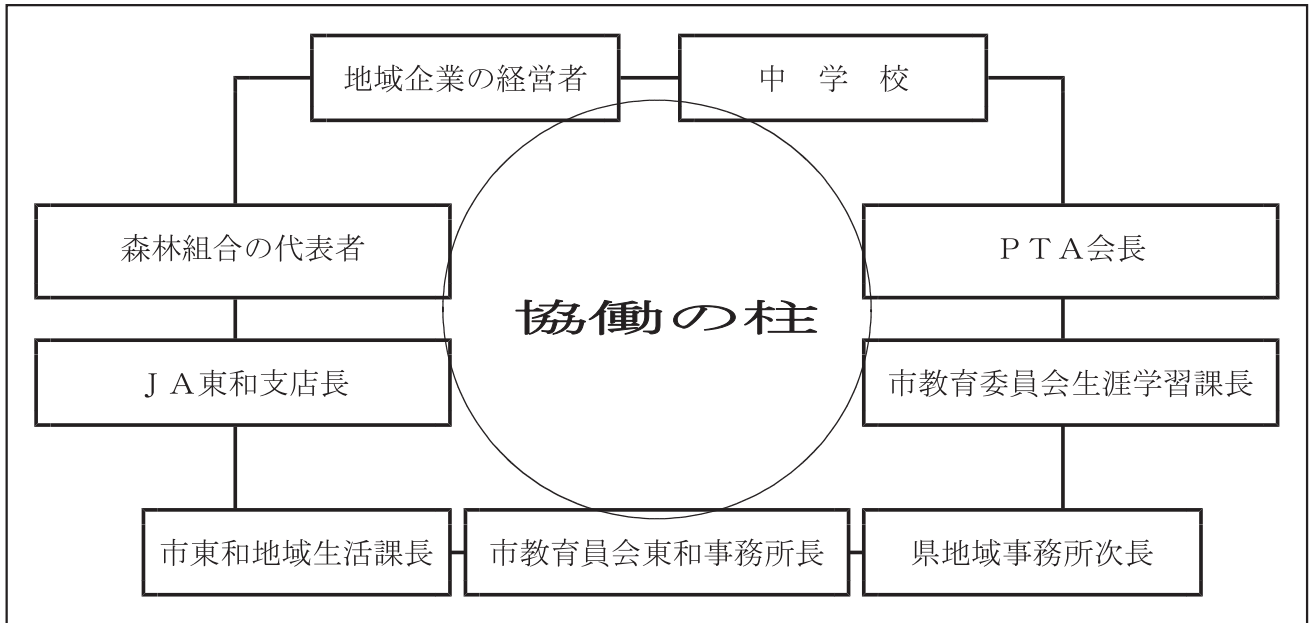 地域企業の経営者
中　学　校
森林組合の代表者
ＰＴＡ会長
協働の柱
ＪＡ東和支店長
市教育委員会生涯学習課長
市東和地域生活課長
市教育員会東和事務所長
県地域事務所次長